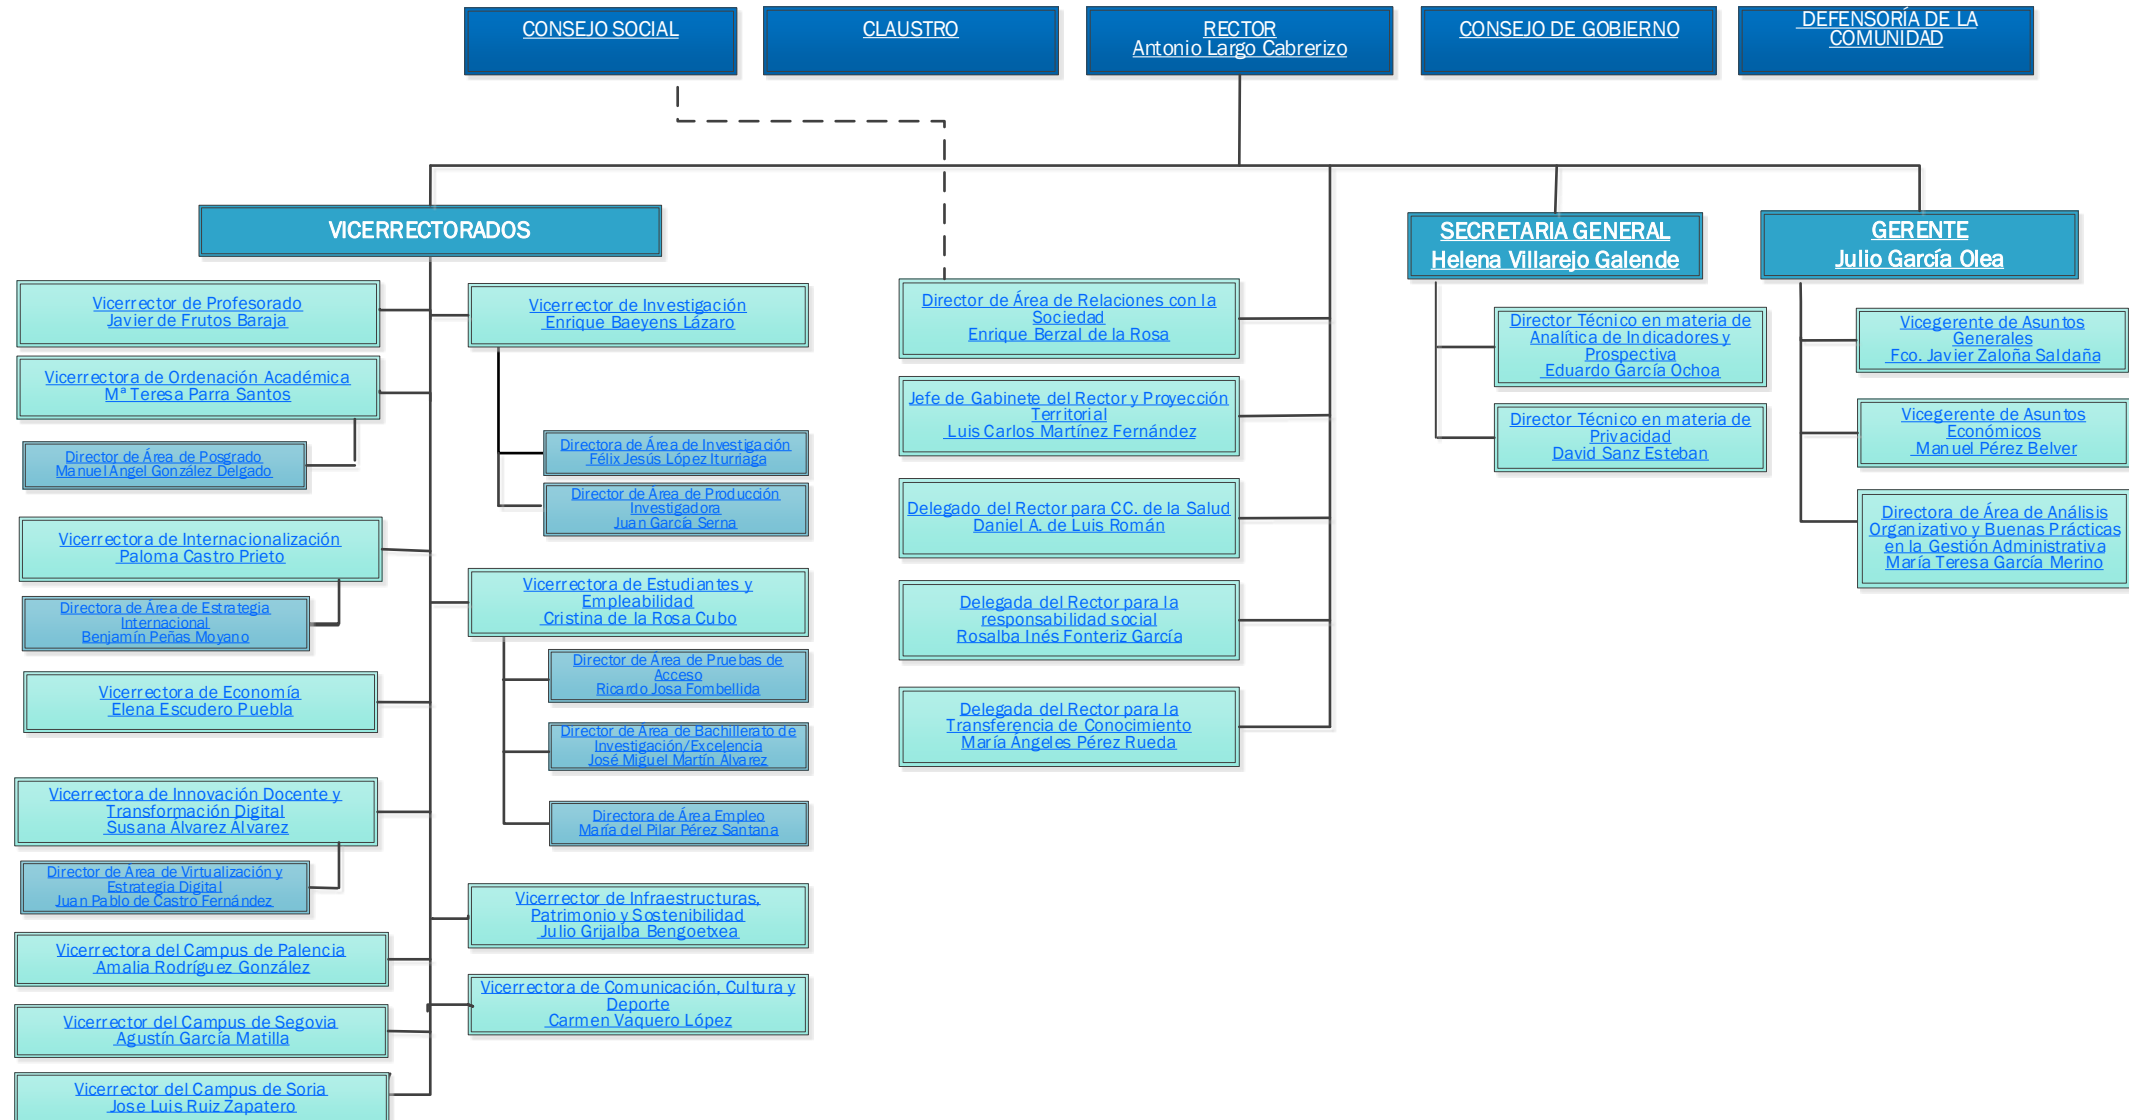 CONSEJO SOCIAL
CLAUSTRO
RECTOR
Antonio Largo Cabrerizo
CONSEJO DE GOBIERNO
DEFENSORÍA DE LA
COMUNIDAD
VICERRECTORADOS
Vicerrector de Profesorado
Javier de Frutos Baraja
Vicerrectora de Ordenación Académica
Mª Teresa Parra Santos
Director de Área de Posgrado
Manuel Ángel González Delgado
Vicerrectora de Internacionalización
Paloma Castro Prieto
Directora de Área de Estrategia
Internacional
Benjamín Peñas Moyano
Vicerrectora de Economía
Elena Escudero Puebla
Vicerrectora de Innovación Docente y
Transformación Digital
Susana Álvarez Álvarez
Director de Área de Virtualización y
Estrategia Digital
Juan Pablo de Castro Fernández
Vicerrectora del Campus de Palencia
Amalia Rodríguez González
Vicerrector del Campus de Segovia
Agustín García Matilla
Vicerrector del Campus de Soria
Jose Luis Ruiz Zapatero
Vicerrector de Investigación
Enrique Baeyens Lázaro
Directora de Área de Investigación
Félix Jesús López Iturriaga
Director de Área de Producción
Investigadora
Juan García Serna
Vicerrectora de Estudiantes y
Empleabilidad
Cristina de la Rosa Cubo
Director de Área de Pruebas de
Acceso
Ricardo Josa Fombellida
Director de Área de Bachillerato de
Investigación/Excelencia
José Miguel Martín Álvarez
Directora de Área Empleo
María del Pilar Pérez Santana
Vicerrector de Infraestructuras,
Patrimonio y Sostenibilidad
Julio Grijalba Bengoetxea
Vicerrectora de Comunicación, Cultura y
Deporte
Carmen Vaquero López
Director de Área de Relaciones con la
Sociedad
Enrique Berzal de la Rosa
Jefe de Gabinete del Rector y Proyección
Territorial
Luis Carlos Martínez Fernández
Delegado del Rector para CC. de la Salud
Daniel A. de Luis Román
Delegada del Rector para la
responsabilidad social
Rosalba Inés Fonteriz García
Delegada del Rector para la
Transferencia de Conocimiento
María Ángeles Pérez Rueda
SECRETARIA GENERAL
Helena Villarejo Galende
Director Técnico en materia de
Analítica de Indicadores y
Prospectiva
Eduardo García Ochoa
Director Técnico en materia de
Privacidad
David Sanz Esteban
GERENTE
Julio García Olea
Vicegerente de Asuntos
Generales
Fco. Javier Zaloña Saldaña
Vicegerente de Asuntos
Económicos
Manuel Pérez Belver
Directora de Área de Análisis
Organizativo y Buenas Prácticas
en la Gestión Administrativa
María Teresa García Merino